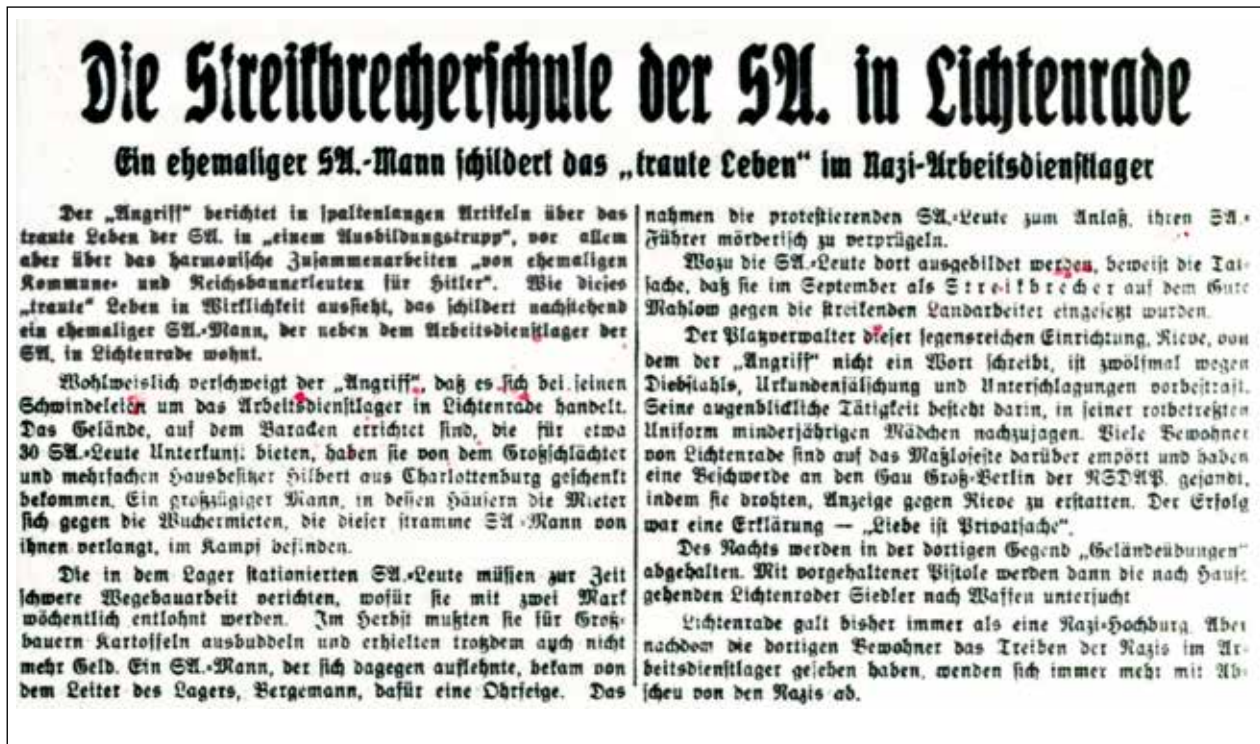 Die Streikbrecherschule der SA. in Lichtenrade
Ein ehemaliger SA.-Mann schildert das „traute Leben“ im Nazi-Arbeitsdienstlager
Der „Angriff“ berichtet in spaltenlangen Artikeln über das
traute Leben der SA. in „einem Ausbildungstrupp“, vor allem
aber über das harmonische Zusammenarbeiten „von ehemaligen
Kommune- und Reichsbannerleuten für Hitler“. Wie dieses
„traute“ Leben in Wirklichkeit aussieht, das schildert nachstehend
ein ehemaliger SA.-Mann, der neben dem Arbeitsdienstlager der
SA. in Lichtenrade wohnt.
Wohlweislich verschweigt der „Angriff“, daß es sich bei seinen
Schwindeleien um das Arbeitsdienstlager in Lichtenrade handelt.
Das Gelände, auf dem Baracken errichtet sind, die für etwa
30 SA.-Leute Unterkunft bieten, haben sie von dem Großschlächter
und mehrfachen Hausbesitzer Hilbert aus Charlottenburg geschenkt
bekommen. Ein großzügiger Mann, in dessen Häusern die Mieter
sich gegen die Wuchermieten, die dieser stramme SA-Mann von
ihnen verlangt, im Kampf befinden.
Die in dem Lager stationierten SA.-Leute müssen zur Zeit
schwere Wegebauarbeit verichten, wofür sie mit zwei Mark
wöchentlich entlohnt werden. Im Herbst mußten sie für Groß-
bauern Kartoffeln ausbuddeln und erhielten trotzdem auch nicht
mehr Geld. Ein SA.-Mann, der sich dagegen auflehnte, bekam von
dem Leiter des Lagers, Bergemann, dafür eine Ohrfeige. Das
nahmen die protestierenden SA.-Leute zum Anlaß, ihren SA.-
Führer mörderisch zu verprügeln.
Wozu die SA.-Leute dort ausgebildet werden, beweist die Tat-
sache, daß sie im September als Streikbrecher auf dem Gute
Mahlow gegen die streikenden Landarbeiter eingesetzt wurden.
Der Platzverwalter dieser segensreichen Einrichtung, Rieve, von
dem der „Angriff“ nicht ein Wort schreibt, ist zwölfmal wegen
Diebstahls, Urkundenfälschung und Unterschlagungen vorbestraft.
Seine augenblickliche Tätigkeit besteht darin, in seiner rotbetreßten
Uniform minderjährigen Mädchen nachzujagen. Viele Bewohner
von Lichtenrade sind auf das Maßloseste darüber empört und haben
eine Beschwerde an den Gau Groß-Berlin der NSDAP. gesandt,
indem sie drohten, Anzeige gegen Rieve zu erstatten. Der Erfolg
war eine Erklärung — „Liebe ist Privatsache“.
Des Nachts werden in der dortigen Gegend „Geländeübungen“
abgehalten. Mit vorgehaltener Pistole werden dann die nach Hause
gehenden Lichtenrader Siedler nach Waffen untersucht
Lichtenrade galt bisher immer als eine Nazi-Hochburg. Aber
nachdem die dortigen Bewohner das Treiben der Nazis im Ar-
beitsdienstlager gesehen haben, wenden sich immer mehr mit Ab-
scheu von den Nazis ab.